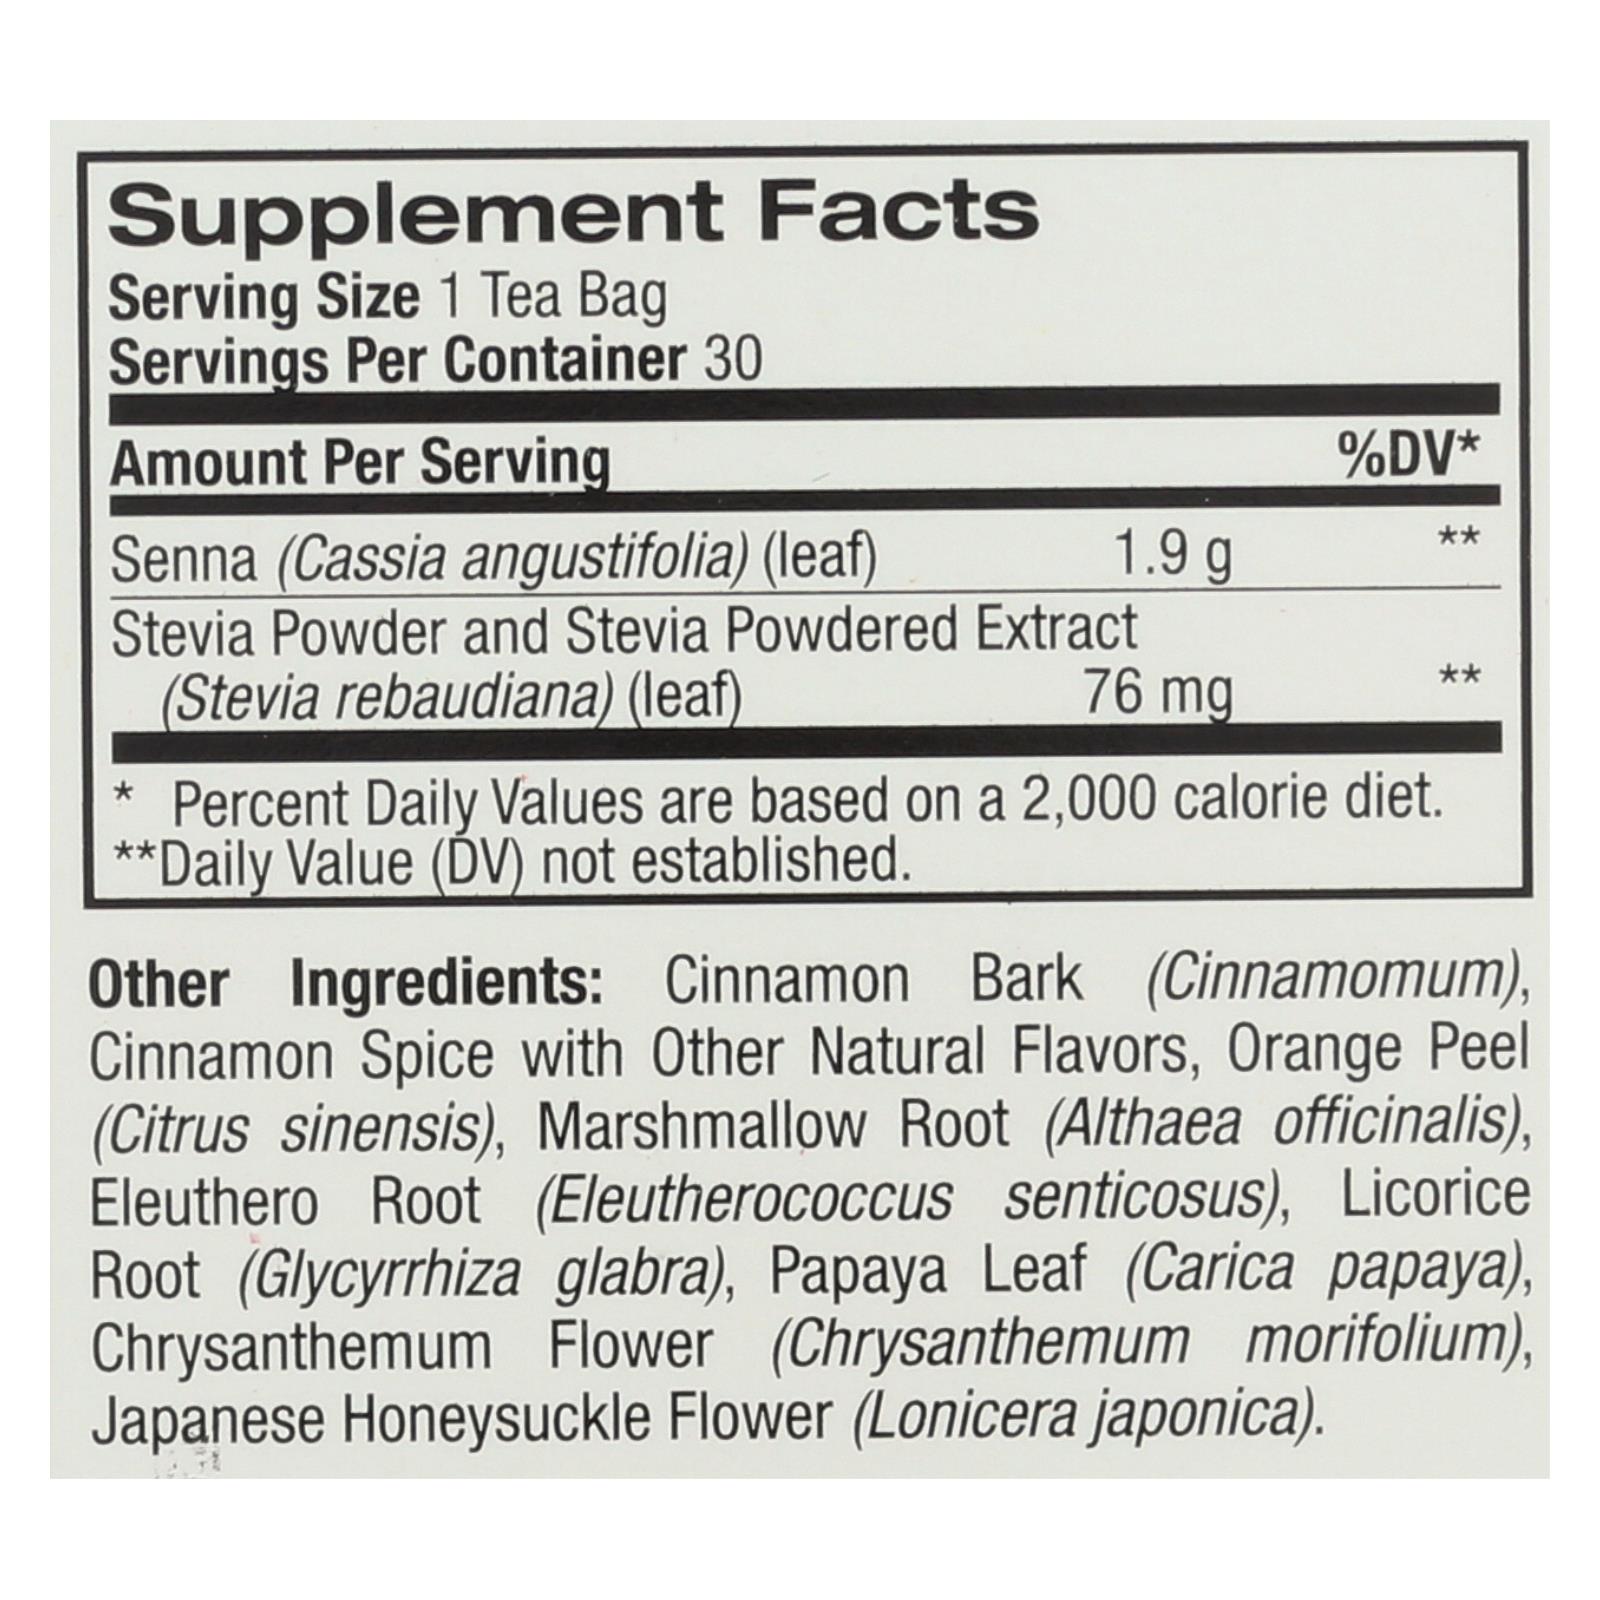 Supplement Facts
Serving Size 1 Tea Bag
Servings Per Container 30
Amount Per Serving %DV*
Senna (Cassia angustifolia) (leaf) 1.9 g **
Stevia Powder and Stevia Powdered Extract
(Stevia rebaudiana) (leaf) 76 mg **
* Percent Daily Values are based on a 2,000 calorie diet.
**Daily Value (DV) not established.
Other Ingredients: Cinnamon Bark (Cinnamomum),
Cinnamon Spice with Other Natural Flavors, Orange Peel
(Citrus sinensis), Marshmallow Root (Althaea officinalis),
Eleuthero Root (Eleutherococcus senticosus), Licorice
Root (Glycyrrhiza glabra), Papaya Leaf (Carica papaya),
Chrysanthemum Flower (Chrysanthemum morifolium),
Japanese Honeysuckle Flower (Lonicera japonica).